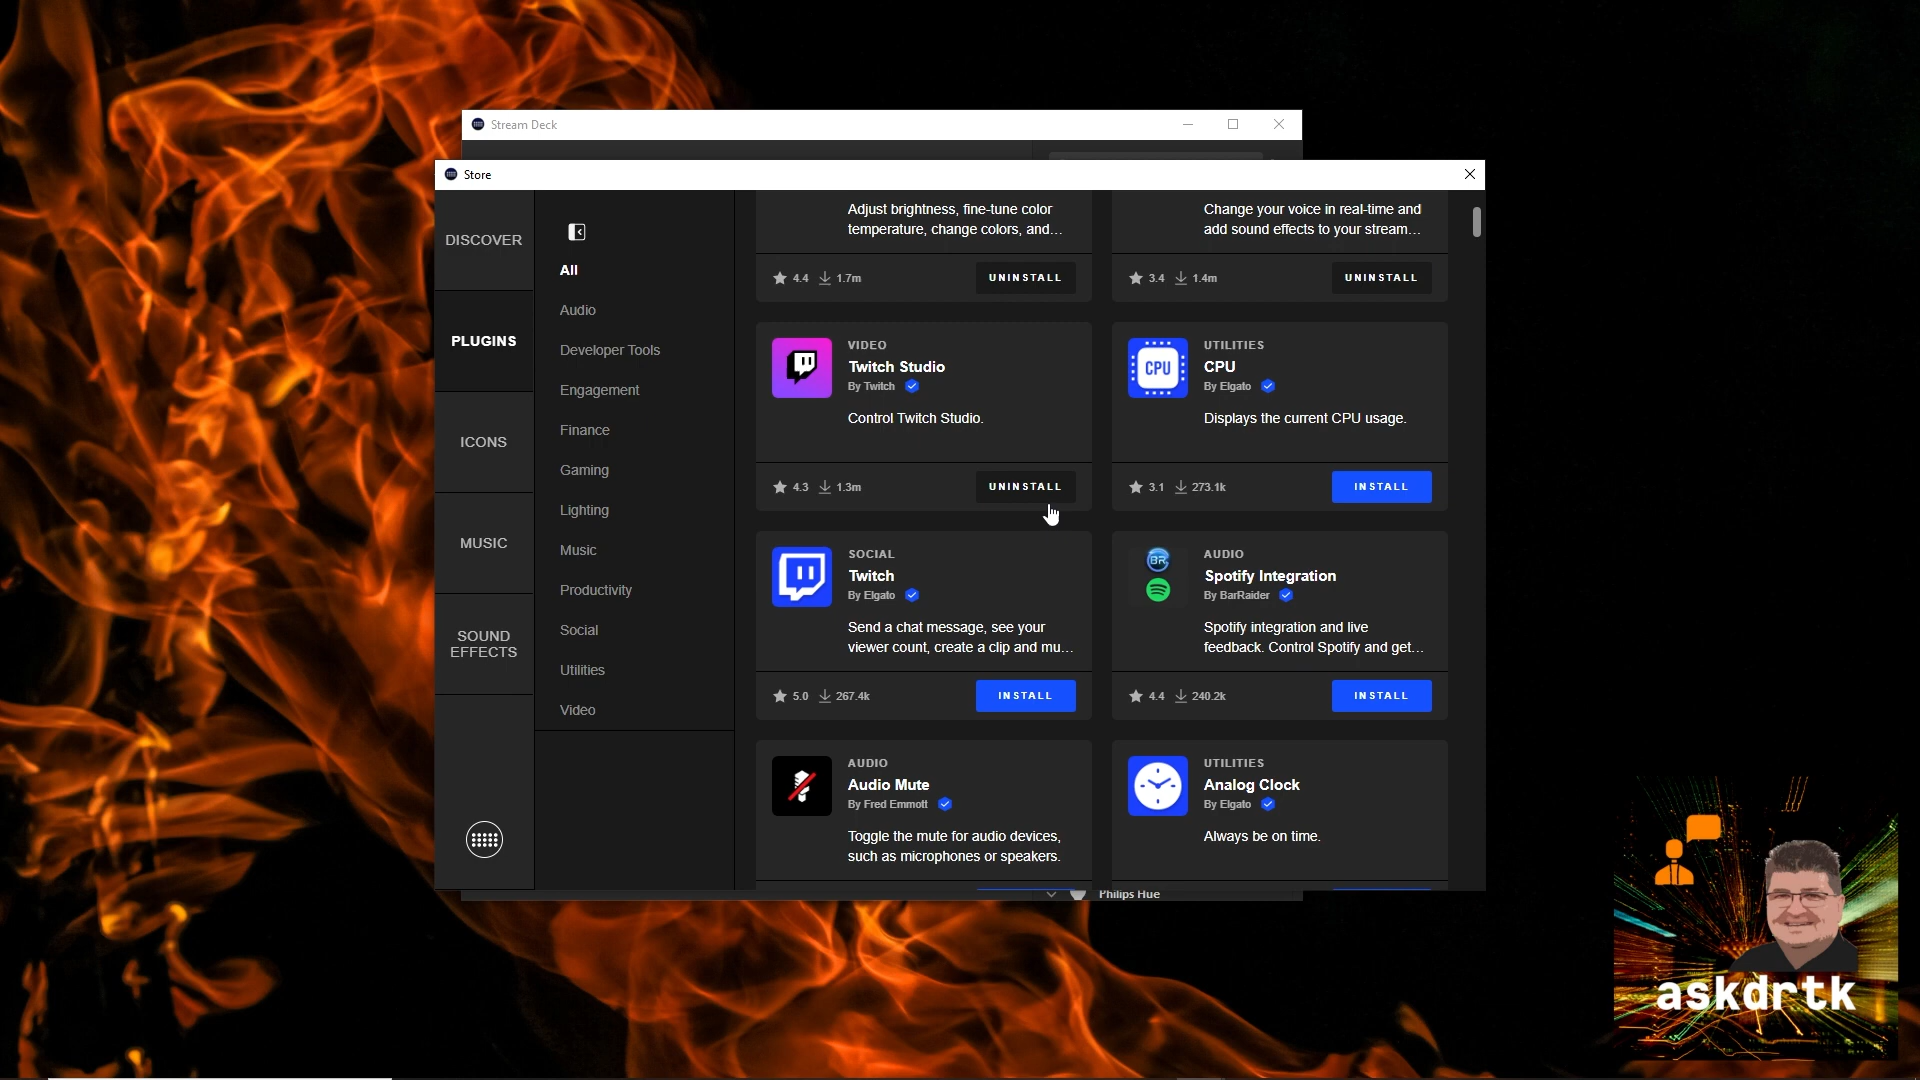 Stream Deck
Store
DISCOVER
PLUGINS
ICONS
MUSIC
SOUND
EFFECTS
All
Audio
Developer Tools
Engagement
Finance
Gaming
Lighting
Music
Productivity
Social
Utilities
Video
Adjust brightness, fine-tune color
temperature, change colors, and...
4.4 1.7m UNINSTALL
Change your voice in real-time and
add sound effects to your stream...
3.4 1.4m UNINSTALL
VIDEO
Twitch Studio
By Twitch
Control Twitch Studio.
4.3 1.3m UNINSTALL
CPU
UTILITIES
CPU
By Elgato
Displays the current CPU usage.
3.1 273.1k INSTALL
SOCIAL
Twitch
By Elgato
Send a chat message, see your
viewer count, create a clip and mu...
5.0 267.4k INSTALL
BR
AUDIO
Spotify Integration
By BarRaider
Spotify integration and live
feedback. Control Spotify and get...
4.4 240.2k INSTALL
AUDIO
Audio Mute
By Fred Emmott
Toggle the mute for audio devices,
such as microphones or speakers.
UTILITIES
Analog Clock
By Elgato
Always be on time.
Philips Hue
askdrtk